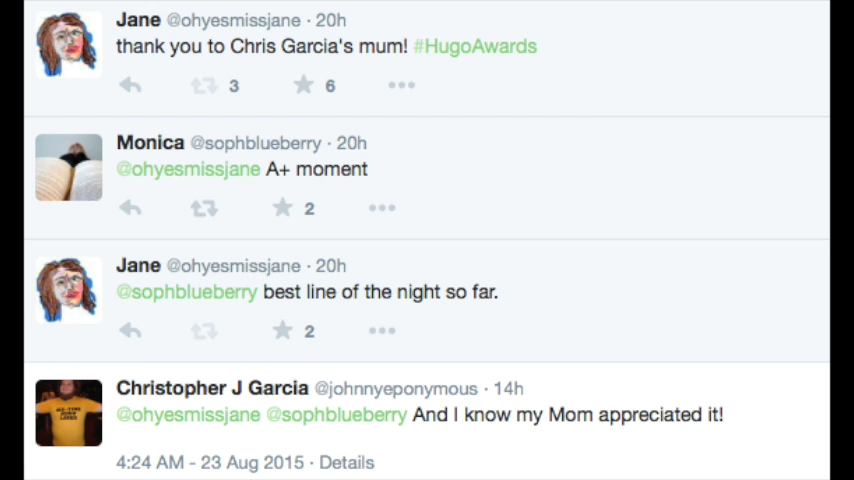 Jane @ohyesmissjane · 20h
thank you to Chris Garcia's mum! #HugoAwards
3 6
Monica @sophblueberry · 20h
@ohyesmissjane A+ moment
2
Jane @ohyesmissjane · 20h
@sophblueberry best line of the night so far.
2
Christopher J Garcia @johnnyeponymous · 14h
@ohyesmissjane @sophblueberry And I know my Mom appreciated it!
4:24 AM - 23 Aug 2015 · Details